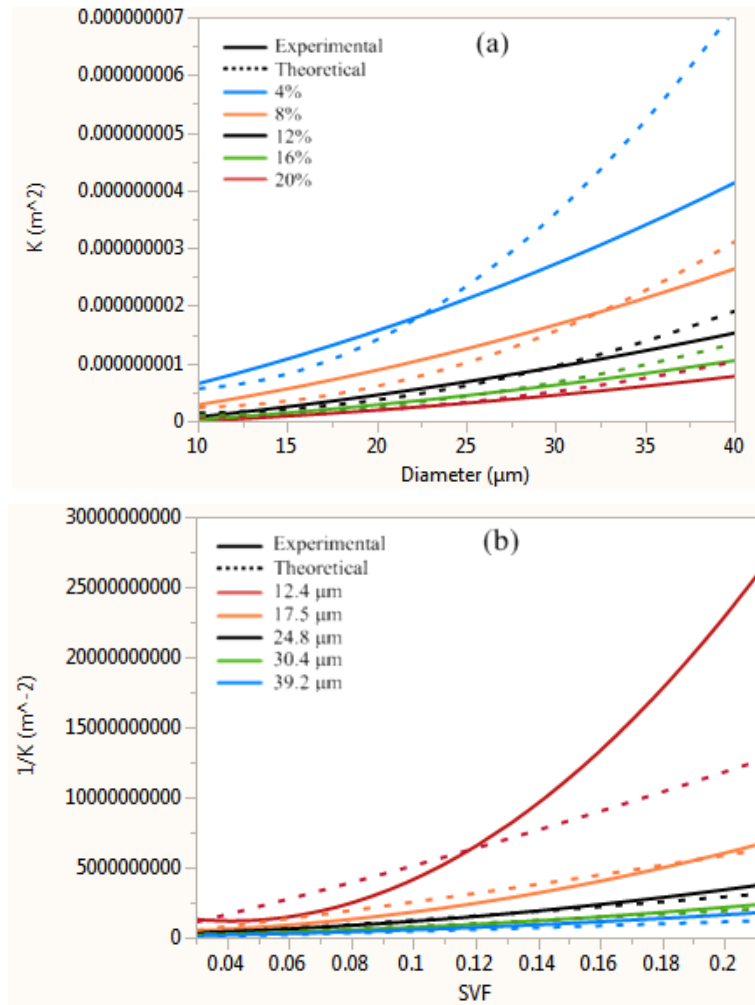 0.000000007
(a)
Experimental
Theoretical
0.000000006
4%
8%
0.000000005
12%
16%
0.000000004
20%
K (m^2)
0.000000003
0.000000002
0.000000001
0
10 15 20 25 30 35 40
Diameter (µm)
30000000000
(b)
Experimental
Theoretical
25000000000
12.4 µm
17.5 µm
24.8 µm
20000000000
30.4 µm
39.2 µm
1/K (m^-2)
15000000000
10000000000
5000000000
0
0.04 0.06 0.08 0.1 0.12 0.14 0.16 0.18 0.2
SVF